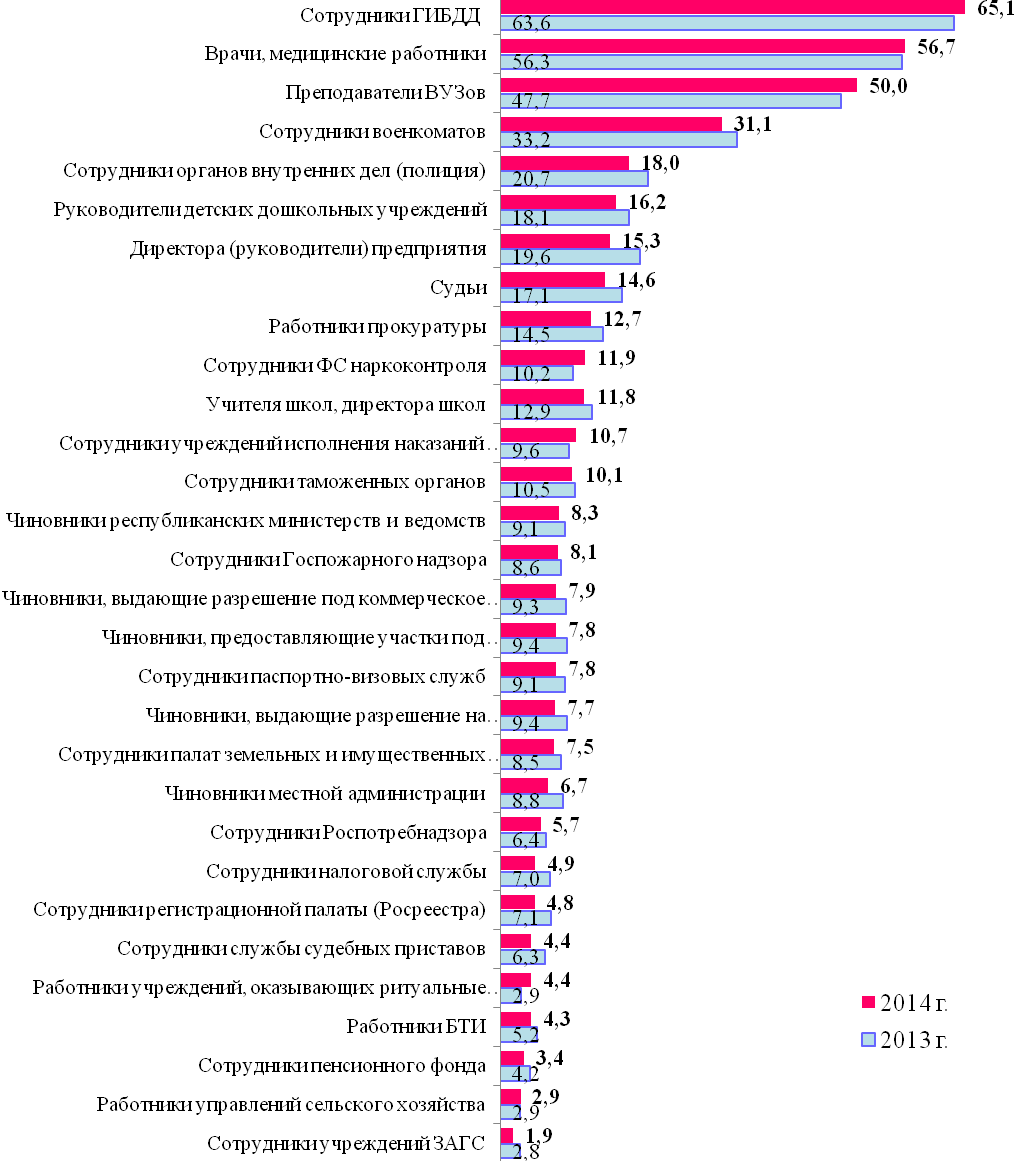 Сотрудники ГИБДД 65,1
63,6
Врачи, медицинские работники 56,7
56,3
Преподаватели ВУЗов 50,0
47,7
Сотрудники военкоматов 31,1
33,2
Сотрудники органов внутренних дел (полиция) 18,0
20,7
Руководители детских дошкольных учреждений 16,2
18,1
Директора (руководители) предприятия 15,3
19,6
Судьи 14,6
17,1
Работники прокуратуры 12,7
14,5
Сотрудники ФС наркоконтроля 11,9
10,2
Учителя школ, директора школ 11,8
12,9
Сотрудники учреждений исполнения наказаний.. 10,7
9,6
Сотрудники таможенных органов 10,1
10,5
Чиновники республиканских министерств и ведомств 8,3
9,1
Сотрудники Госпожарного надзора 8,1
8,6
Чиновники, выдающие разрешение под коммерческое.. 7,9
9,3
Чиновники, предоставляющие участки под.. 7,8
9,4
Сотрудники паспортно-визовых служб 7,8
9,1
Чиновники, выдающие разрешение на.. 7,7
9,4
Сотрудники палат земельных и имущественных.. 7,5
8,5
Чиновники местной администрации 6,7
8,8
Сотрудники Роспотребнадзора 5,7
6,4
Сотрудники налоговой службы 4,9
7,0
Сотрудники регистрационной палаты (Росреестра) 4,8
7,1
Сотрудники службы судебных приставов 4,4
6,3
Работники учреждений, оказывающих ритуальные.. 4,4
2,9
Работники БТИ 4,3
5,2
Сотрудники пенсионного фонда 3,4
4,2
Работники управлений сельского хозяйства 2,9
2,9
Сотрудники учреждений ЗАГС 1,9
2,8
2014 г.
2013 г.